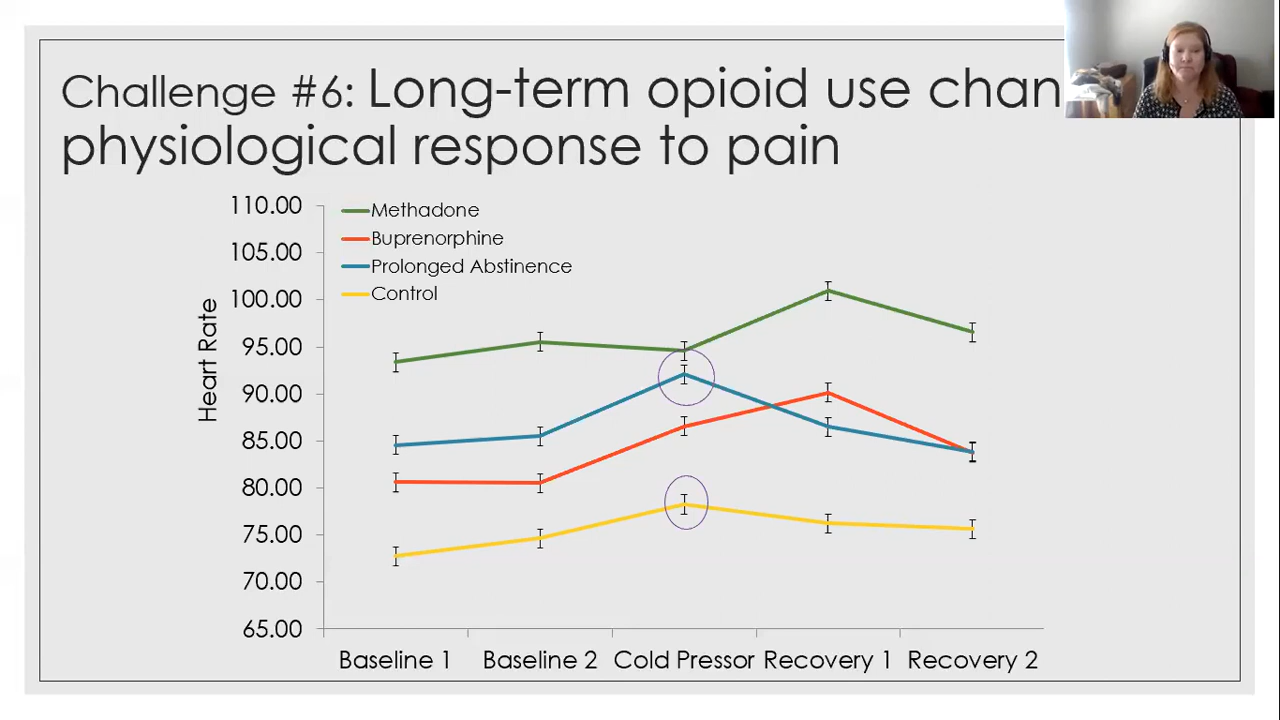 Challenge #6: Long-term opioid use chan
physiological response to pain
110.00
105.00
100.00
95.00
90.00
85.00
80.00
75.00
70.00
65.00
Heart Rate
Methadone
Buprenorphine
Prolonged Abstinence
Control
Baseline 1 Baseline 2 Cold Pressor Recovery 1 Recovery 2